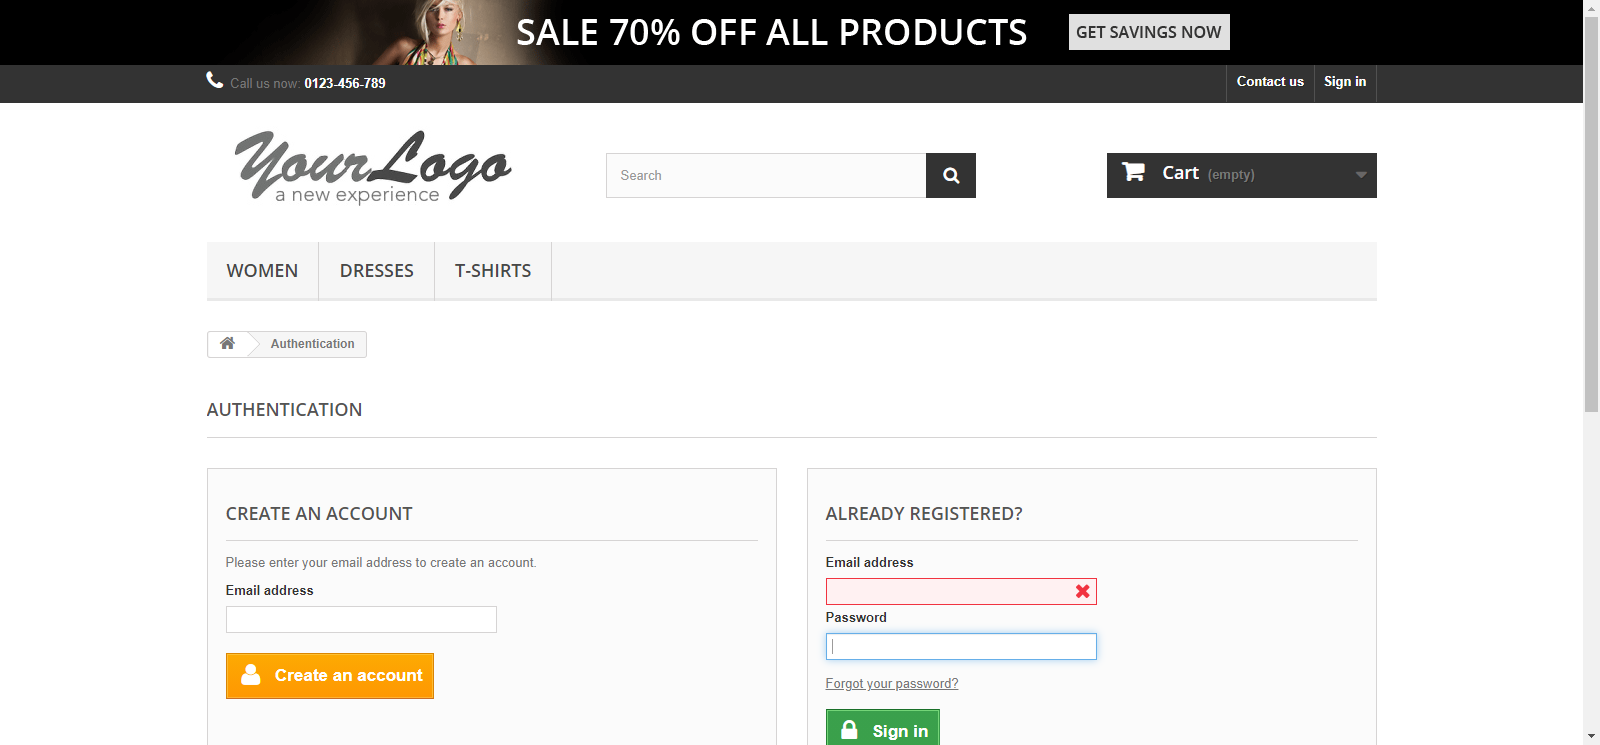 SALE 70% OFF ALL PRODUCTS GET SAVINGS NOW
Call us now: 0123-456-789 Contact us Sign in
Your Logo
a new experience
Search
Cart (empty)
WOMEN DRESSES T-SHIRTS
Authentication
AUTHENTICATION
CREATE AN ACCOUNT
Please enter your email address to create an account.
Email address
Create an account
ALREADY REGISTERED?
Email address
Password
Forgot your password?
Sign in